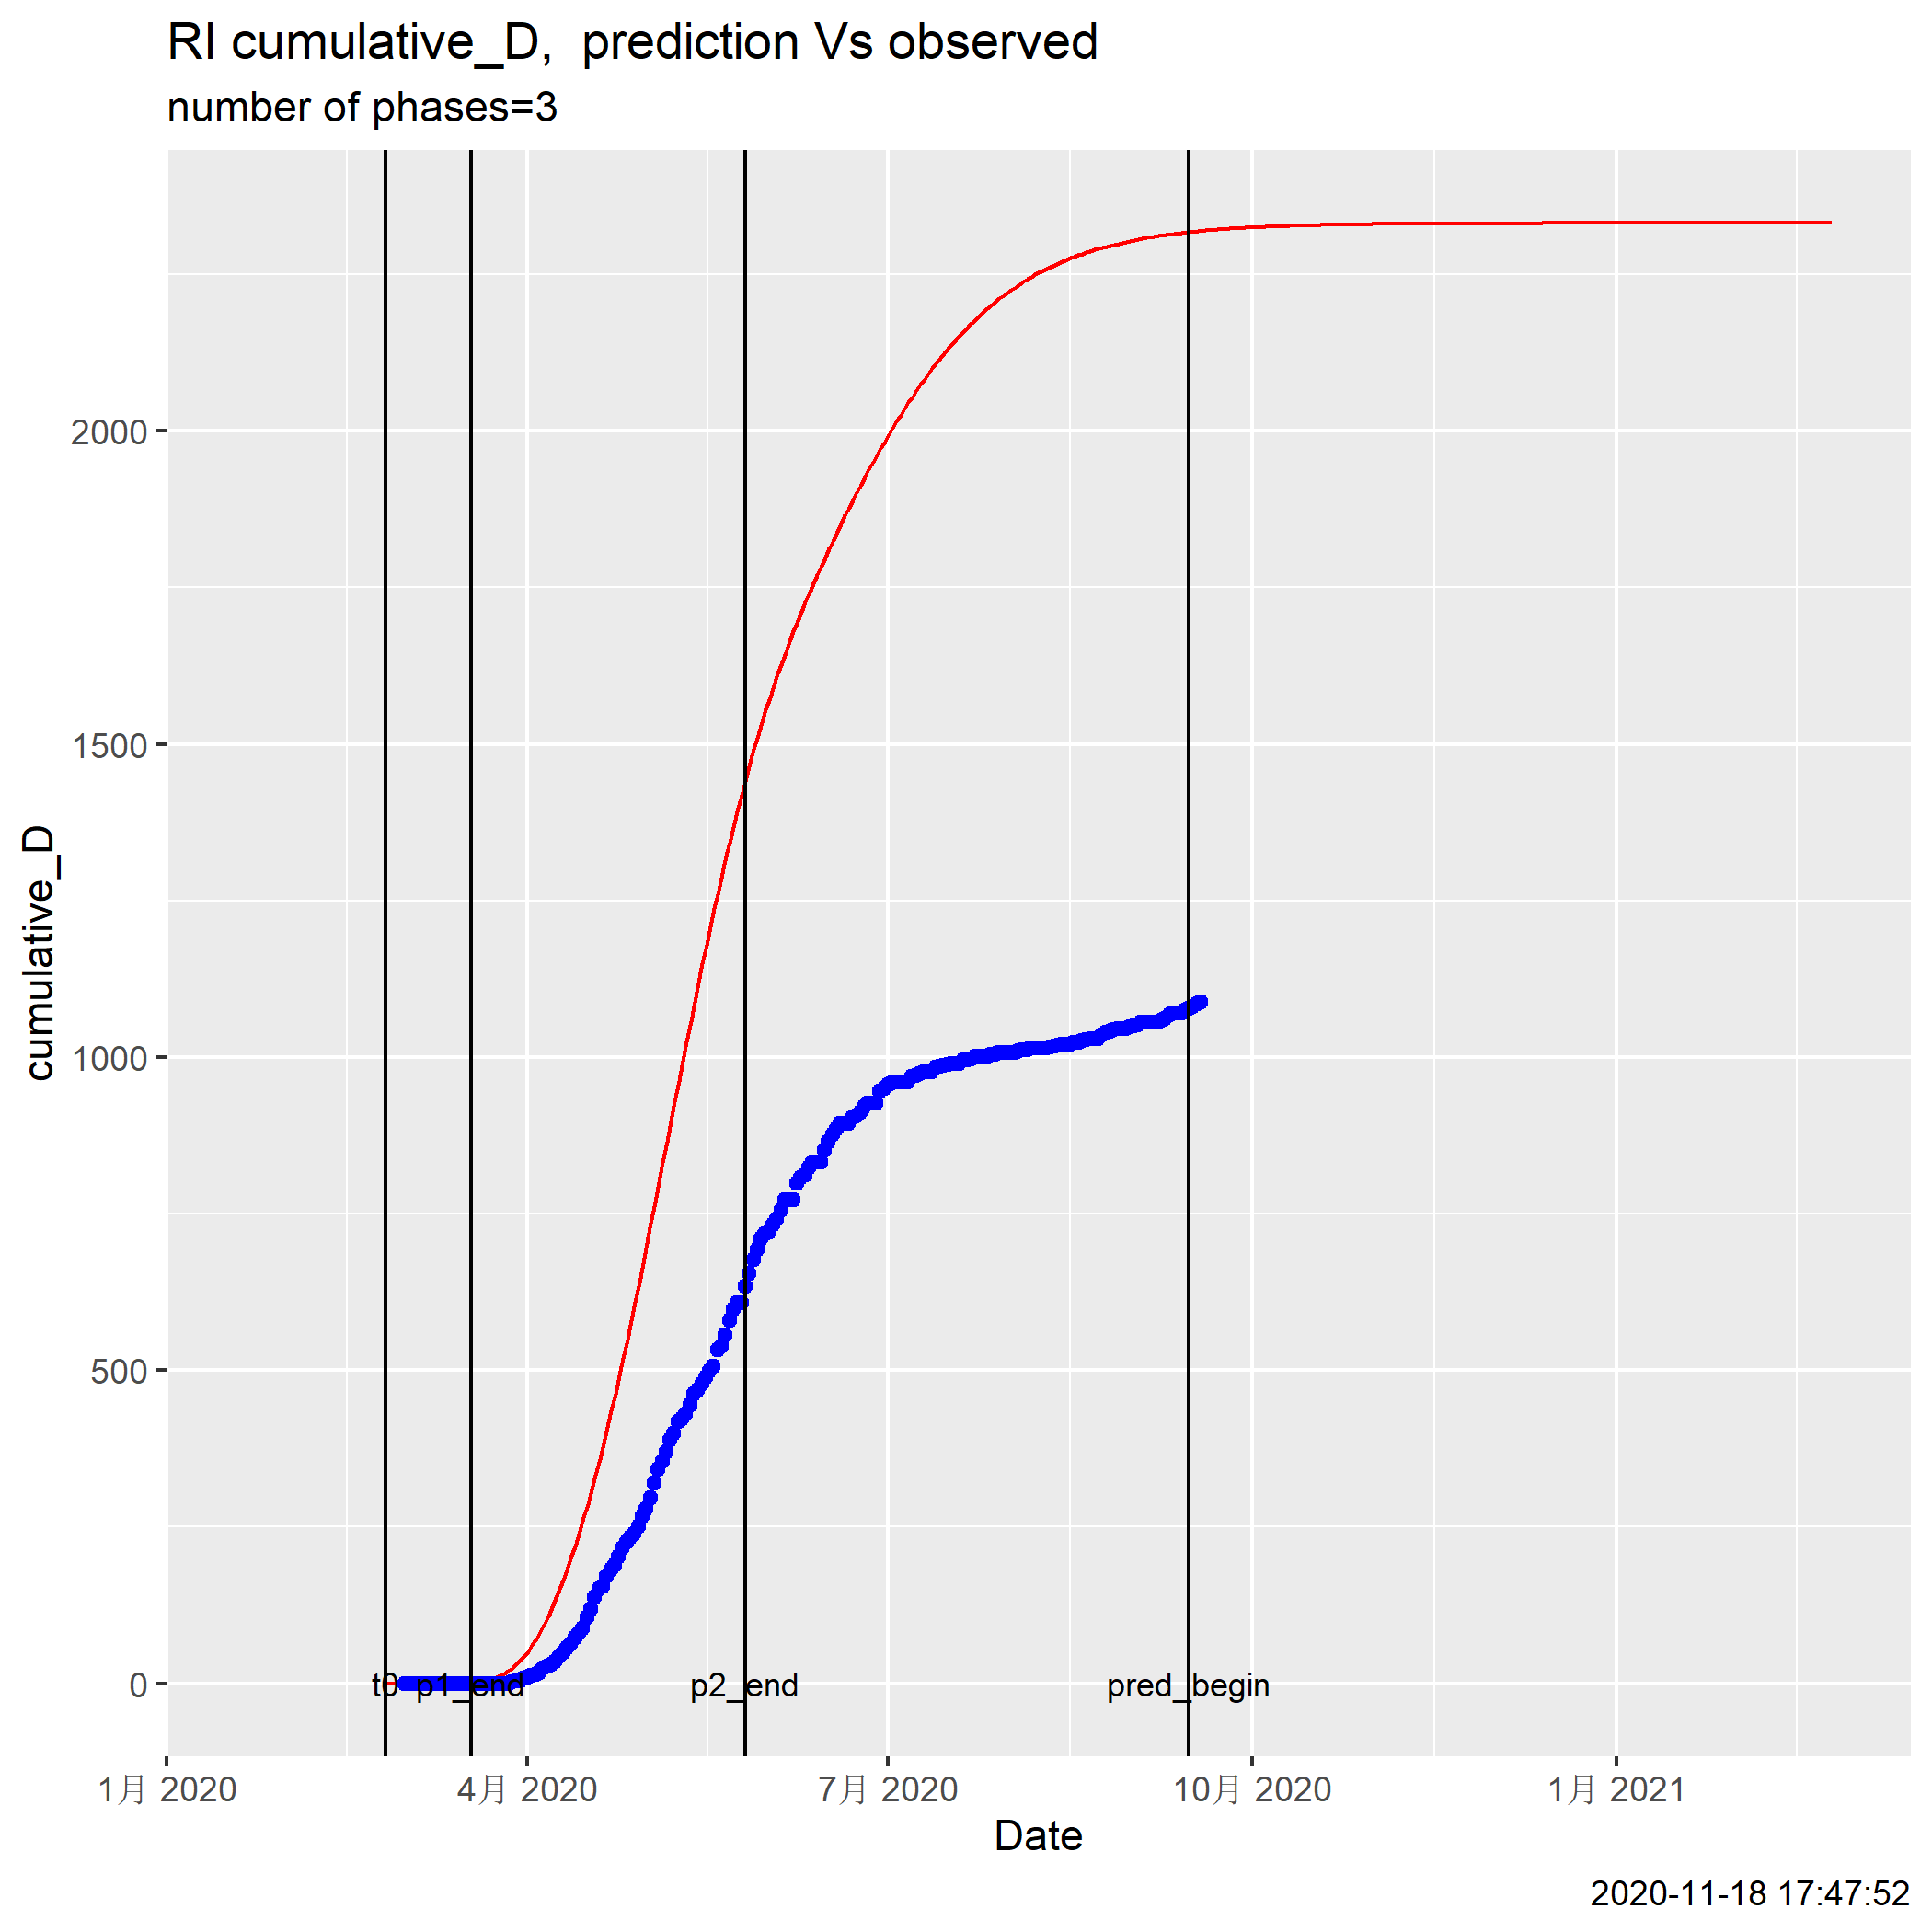 RI cumulative_D,  prediction Vs observed
number of phases=3
cumulative_D
2000
1500
1000
500
0
t0 p1_end p2_end pred_begin
1月 2020 4月 2020 7月 2020 10月 2020 1月 2021
Date
2020-11-18 17:47:52